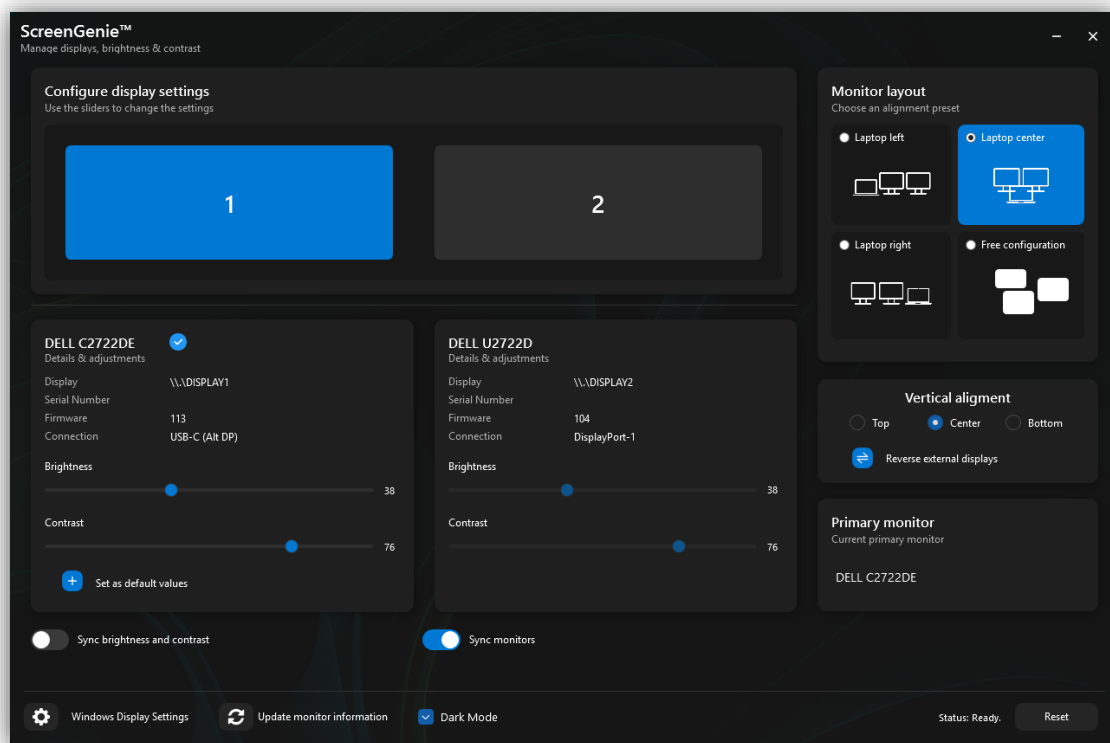 ScreenGenie™
Manage displays, brightness & contrast
Configure display settings
Use the sliders to change the settings
1
2
Monitor layout
Choose an alignment preset
Laptop left
Laptop center
Laptop right
Free configuration
DELL C2722DE
Details & adjustments
Display \\.\DISPLAY1
Serial Number
Firmware 113
Connection USB-C (Alt DP)
Brightness
38
Contrast
76
Set as default values
DELL U2722D
Details & adjustments
Display \\.\DISPLAY2
Serial Number
Firmware 104
Connection DisplayPort-1
Brightness
38
Contrast
76
Vertical aligment
Top Center Bottom
Reverse external displays
Primary monitor
Current primary monitor
DELL C2722DE
Sync brightness and contrast
Sync monitors
Windows Display Settings
Update monitor information
Dark Mode
Status: Ready.
Reset